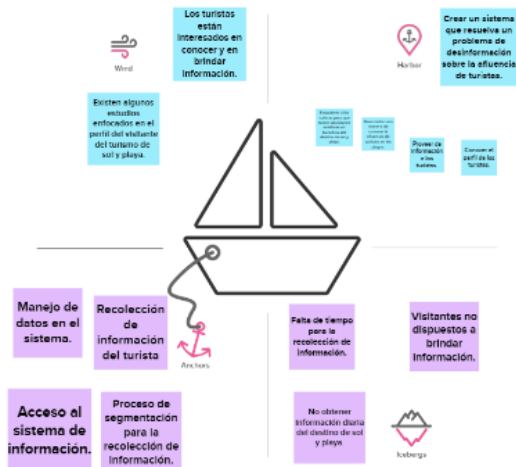 Los turistas
están
interesados en
conocer y en
brindar
información.
Wind
Existen algunos
estudios
enfocados en el
perfil del visitante
del turismo de
sol y playa.
Harbor
Crear un sistema
que resuelva un
problema de
desinformación
sobre la afluencia
de turistas.
Proveer de
información
a los
turistas.
Conocer el
perfil de los
turistas.
Manejo de
datos en el
sistema.
Recolección
de
información
del turista
Anchors
Acceso al
sistema de
información.
Proceso de
segmentación
para la
recolección de
información.
Falta de tiempo
para la
recolección de
información.
Visitantes no
dispuestos a
brindar
información.
No obtener
información diaria
del destino de sol
y playa
Icebergs